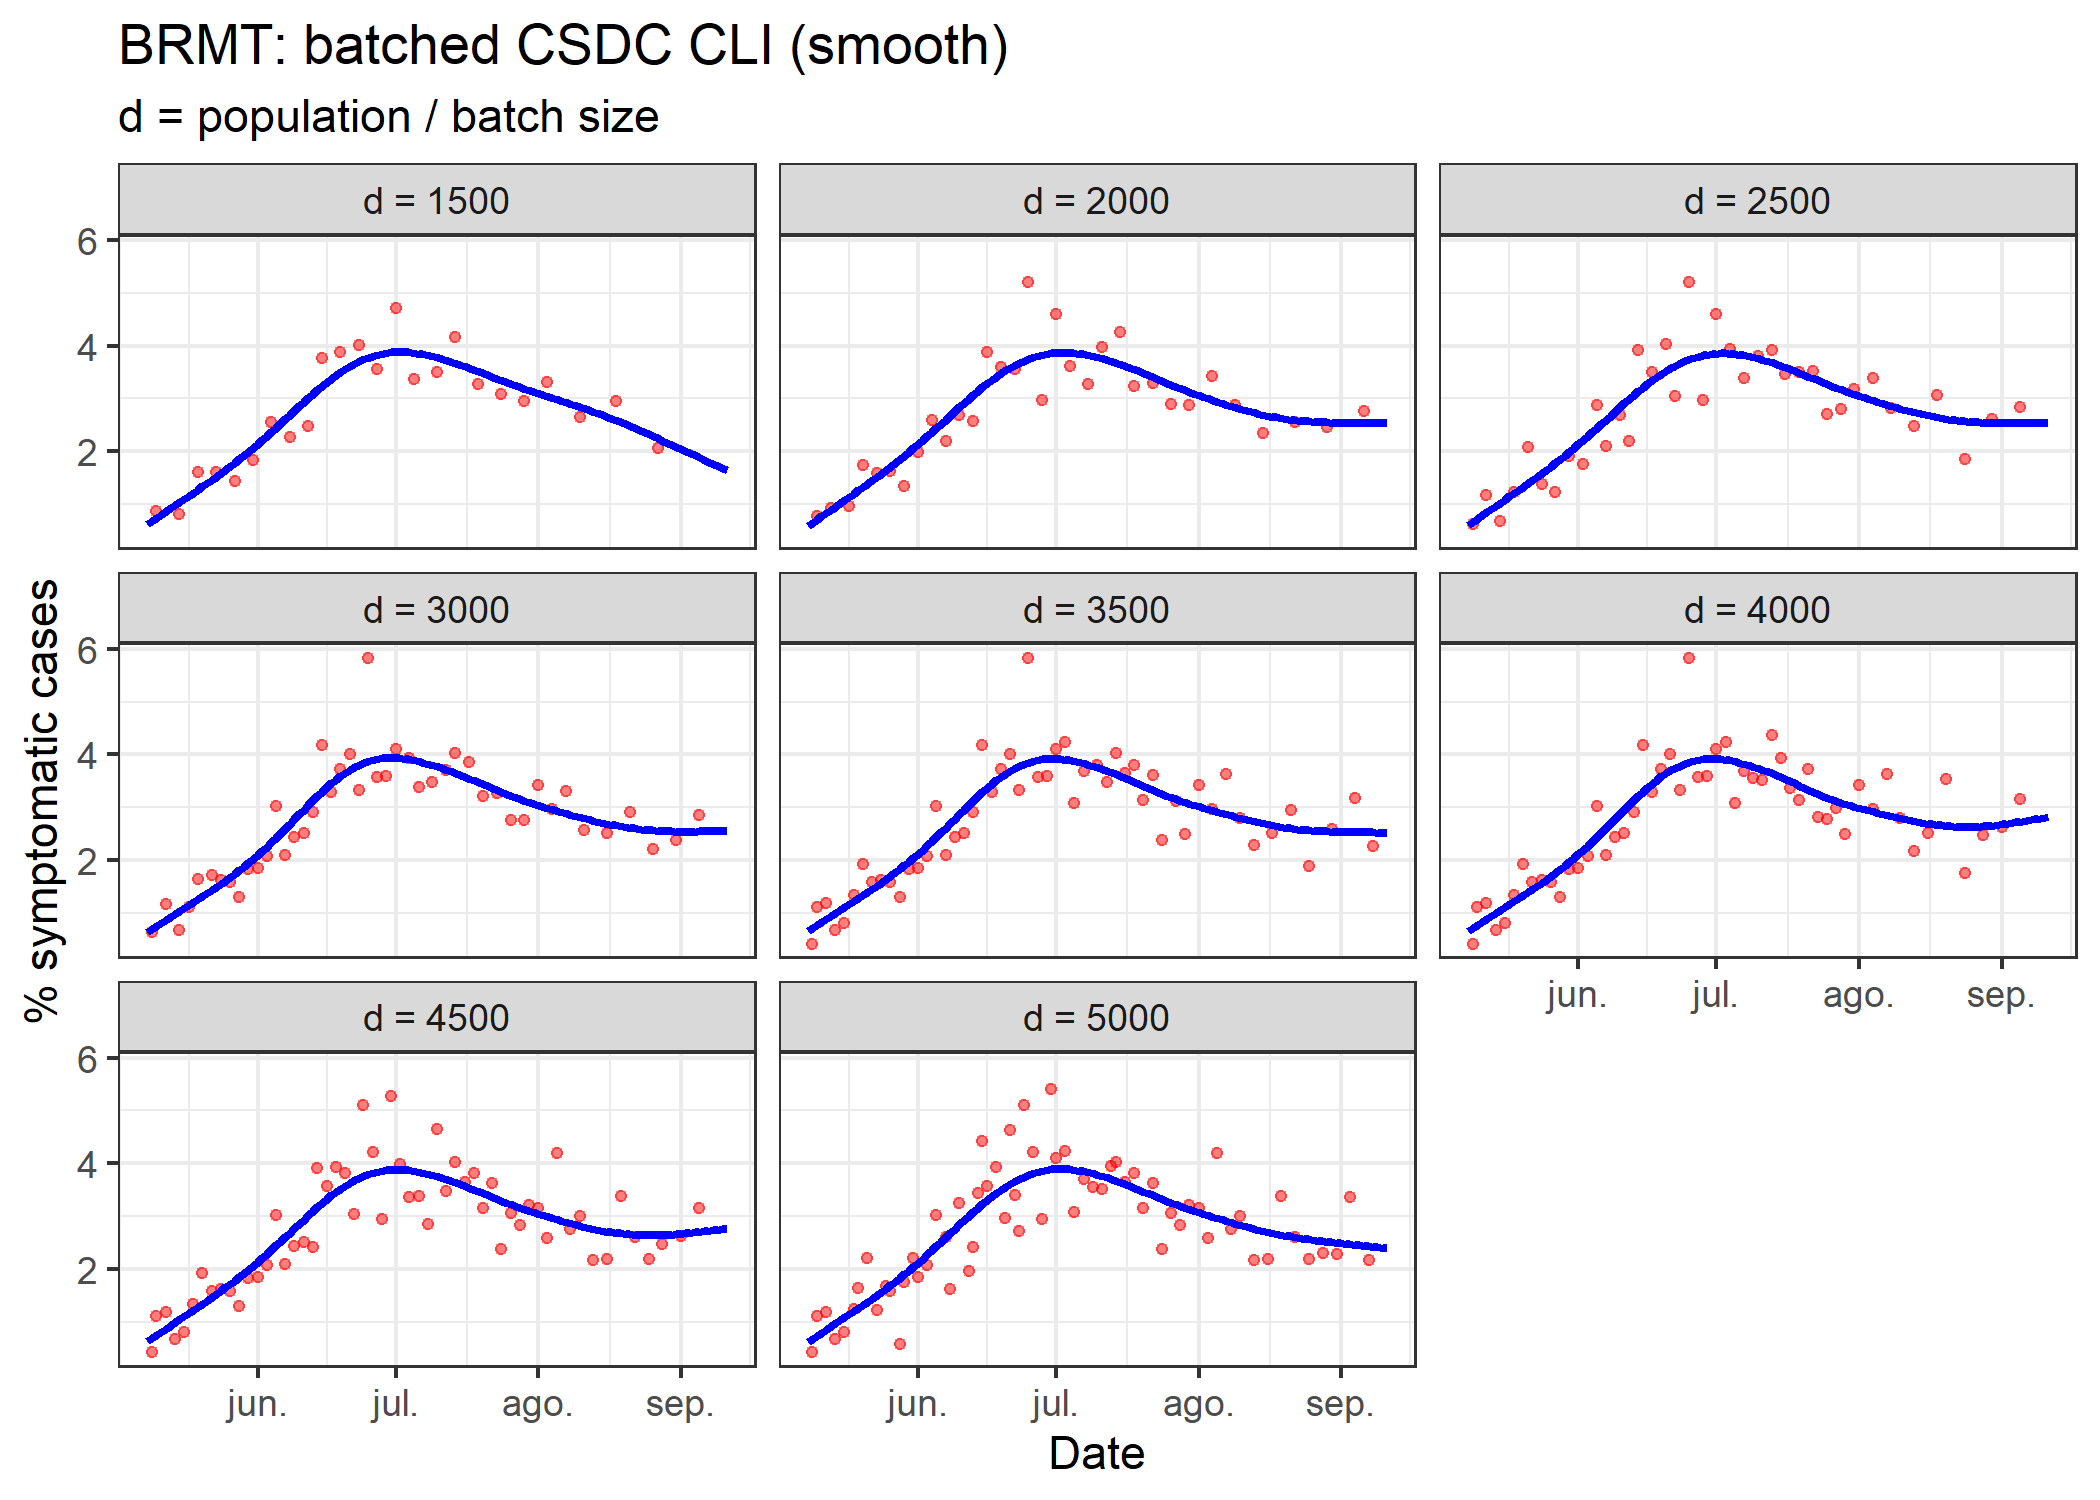 BRMT: batched CSDC CLI (smooth)
d = population / batch size
d = 1500
d = 2000
d = 2500
6
4
2
d = 3000
d = 3500
d = 4000
6
4
2
jun.
jul.
ago.
sep.
d = 4500
d = 5000
6
4
2
jun.
jul.
ago.
sep.
jun.
jul.
ago.
sep.
% symptomatic cases
Date